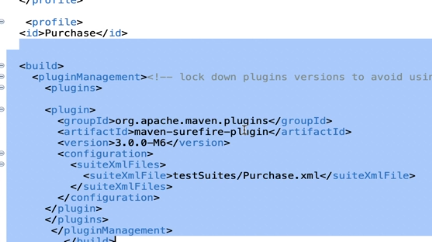 </profile>
<profile>
<id>Purchase</id>
<build>
<pluginManagement><!-- lock down plugins versions to avoid
<plugins>
<plugin>
<groupId>org.apache.maven.plugins</groupId>
<artifactId>maven-surefire-plugin</artifactId>
<version>3.0.0-M6</version>
<configuration>
<suiteXmlFiles>
<suiteXmlFile>testSuites/Purchase.xml</suiteXmlFile>
</suiteXmlFiles>
</configuration>
</plugin>
</plugins>
</pluginManagement>
</build>